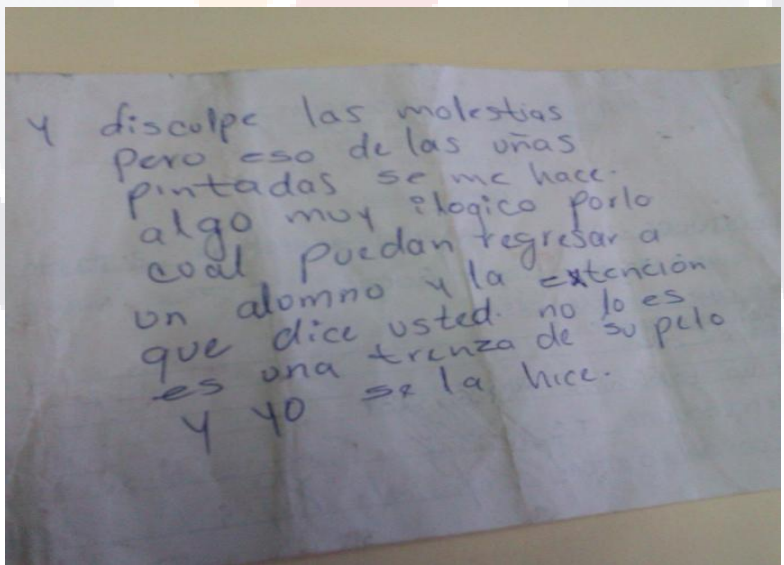 y disculpe las molestias
pero eso de las uñas
pintadas se me hace.
algo muy ilogico porlo
cual puedan regresar a
un alumno y la extención
que dice usted. no lo es
es una trenza de su pelo
y yo se la hice.